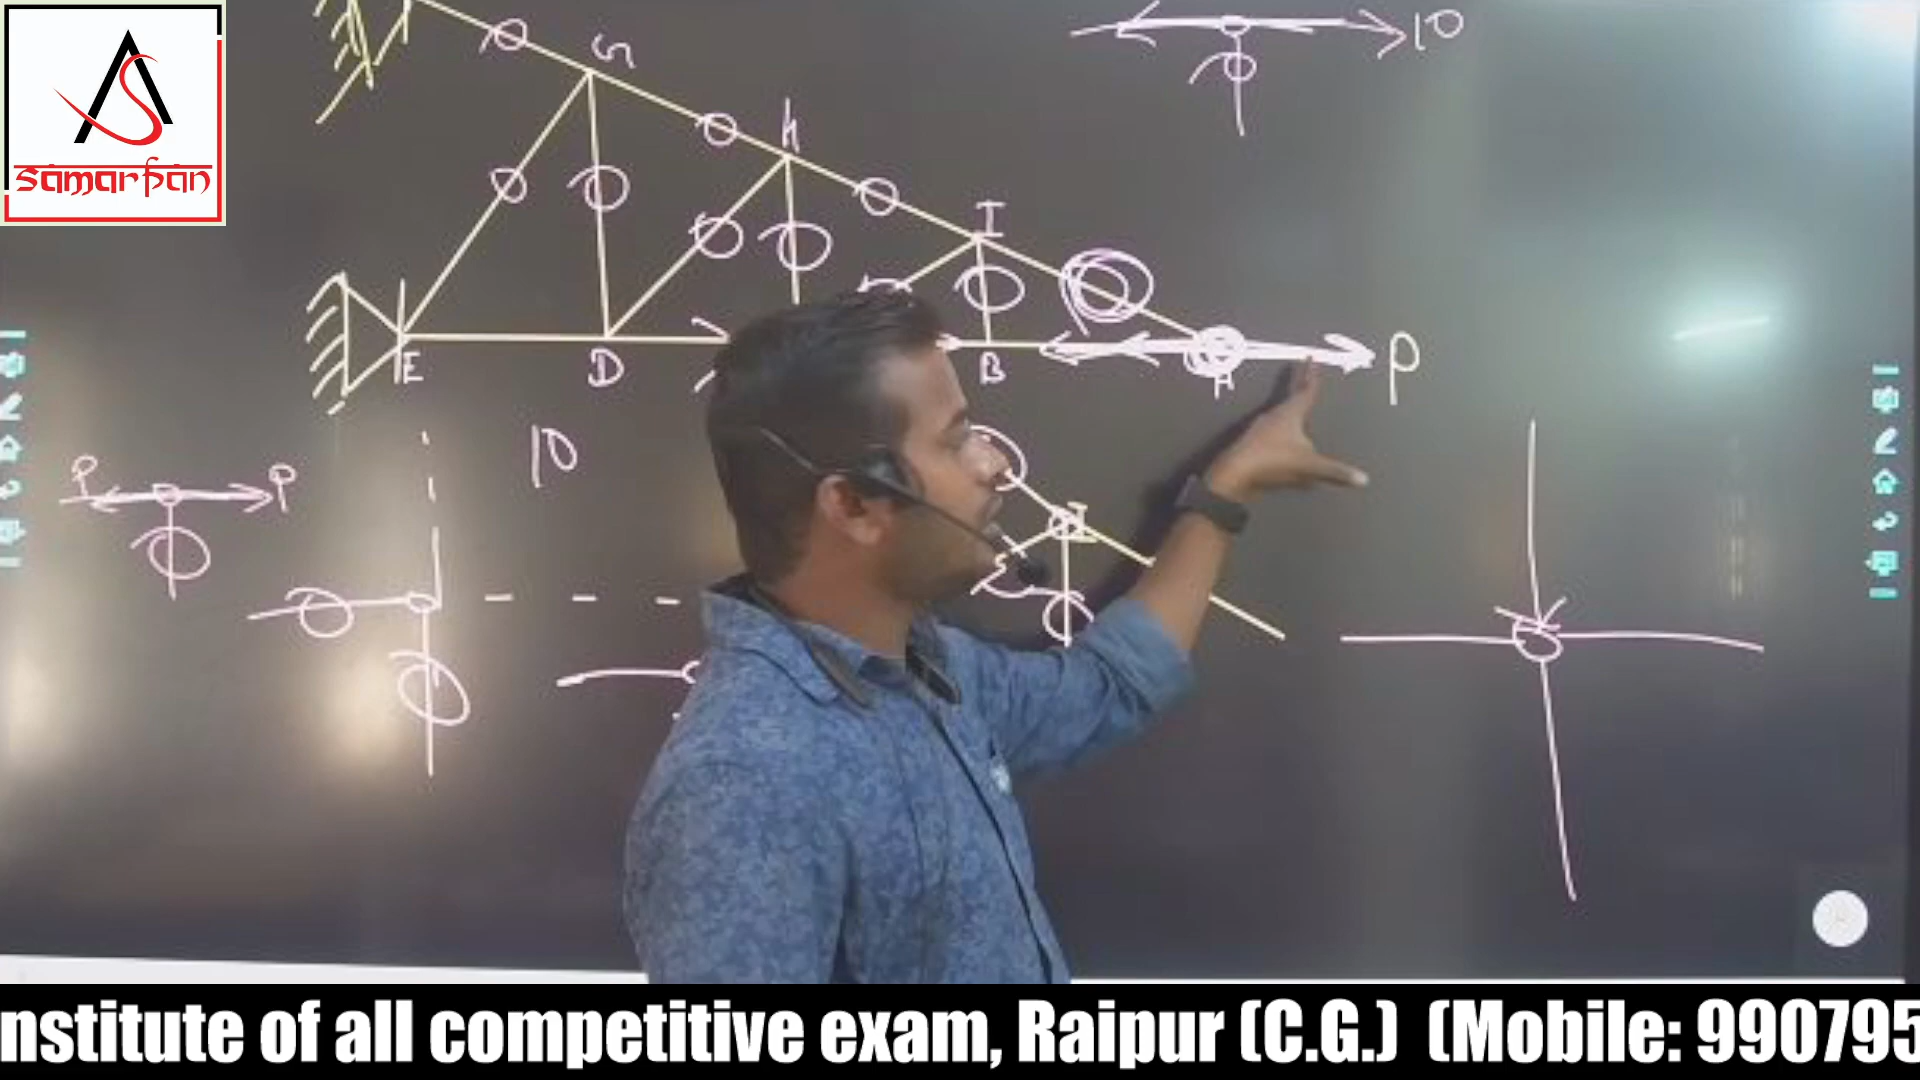 SAMARPAN
10
G
H
I
P
E
D
B
A
10
P
P
I
nstitute of all competitive exam, Raipur (C.G.) (Mobile: 990795